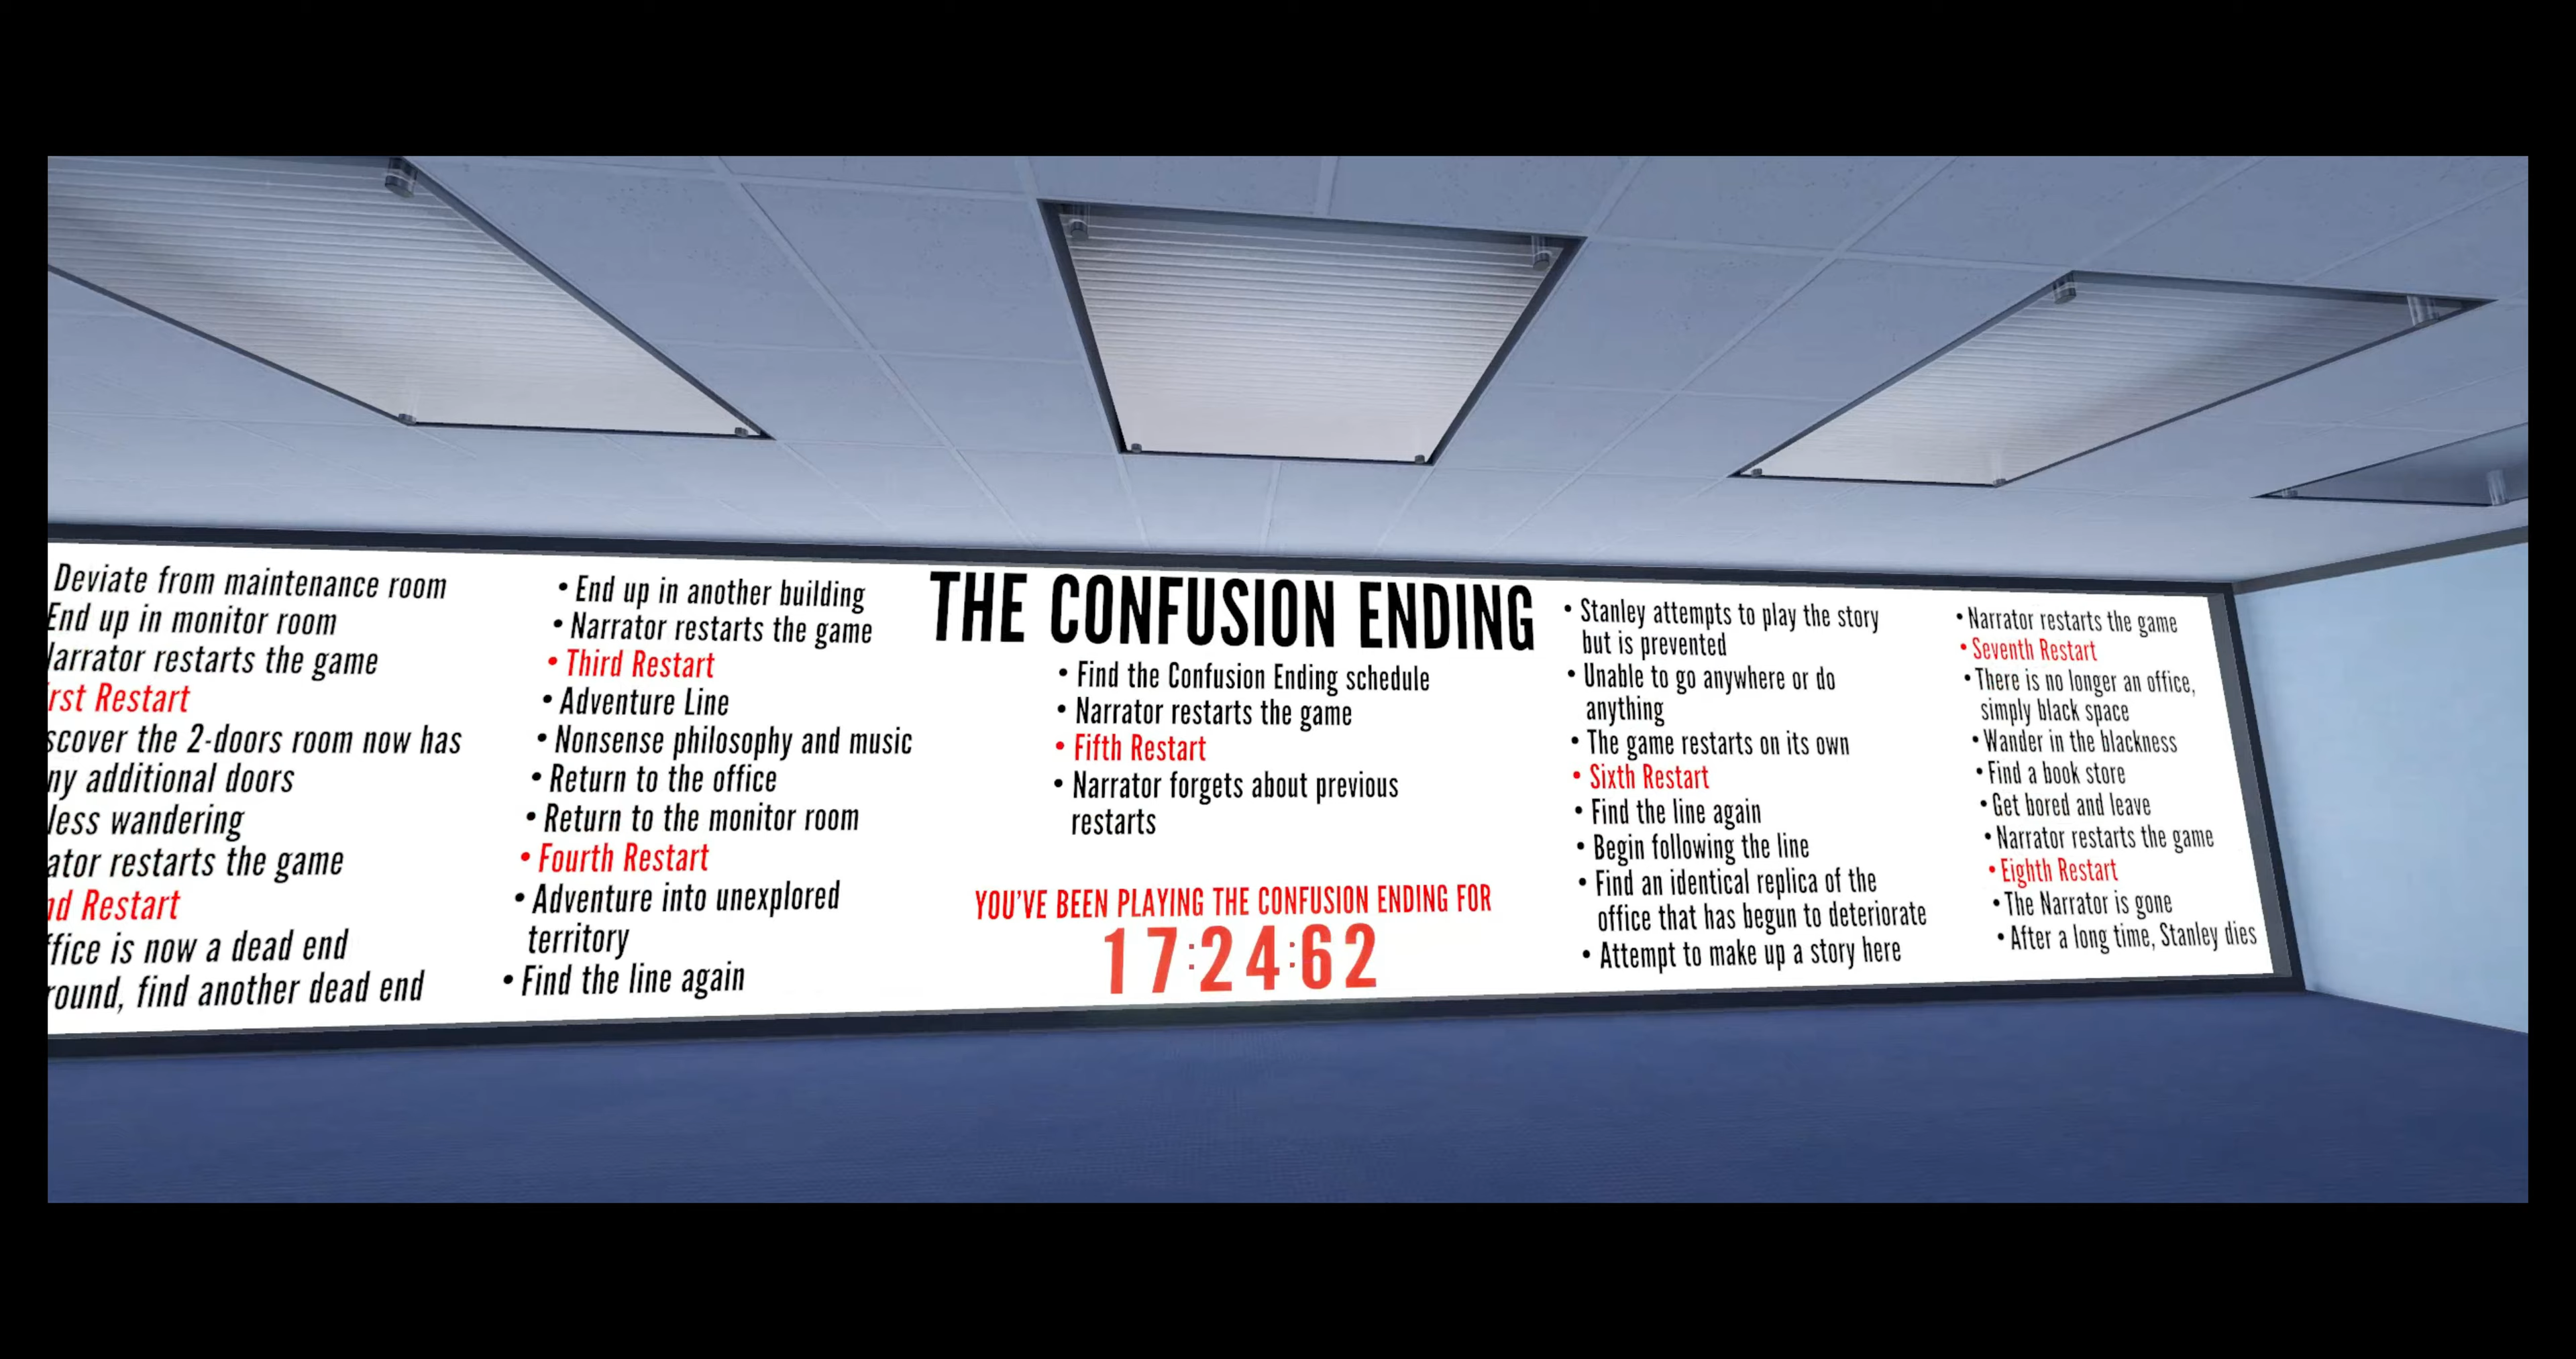 Deviate from maintenance room
End up in monitor room
restarts the game
Restart
the 2-doors room now has
additional doors
wandering
restarts the game
Restart
is now a dead end
find another dead end
• End up in another building
• Narrator restarts the game
• Third Restart
• Adventure Line
• Nonsense philosophy and music
• Return to the office
• Return to the monitor room
• Fourth Restart
• Adventure into unexplored
territory
• Find the line again
THE CONFUSION ENDING
• Find the Confusion Ending schedule
• Narrator restarts the game
• Fifth Restart
• Narrator forgets about previous
restarts
YOU'VE BEEN PLAYING THE CONFUSION ENDING FOR
17:24:62
• Stanley attempts to play the story
but is prevented
• Unable to go anywhere or do
anything
• The game restarts on its own
• Sixth Restart
• Find the line again
• Begin following the line
• Find an identical replica of the
office that has begun to deteriorate
• Attempt to make up a story here
• Narrator restarts the game
• Seventh Restart
• There is no longer an office,
simply black space
• Wander in the blackness
• Find a book store
• Get bored and leave
• Narrator restarts the game
• Eighth Restart
• The Narrator is gone
• After a long time, Stanley dies